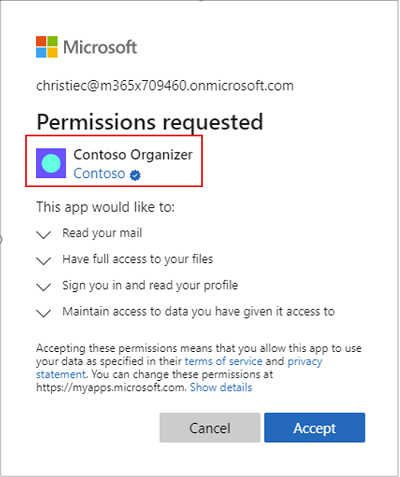 Microsoft
christiec@m365x709460.onmicrosoft.com
Permissions requested
Contoso Organizer
Contoso
This app would like to:
Read your mail
Have full access to your files
Sign you in and read your profile
Maintain access to data you have given it access to
Accepting these permissions means that you allow this app to use
your data as specified in their terms of service and privacy
statement. You can change these permissions at
https://myapps.microsoft.com. Show details
Cancel
Accept